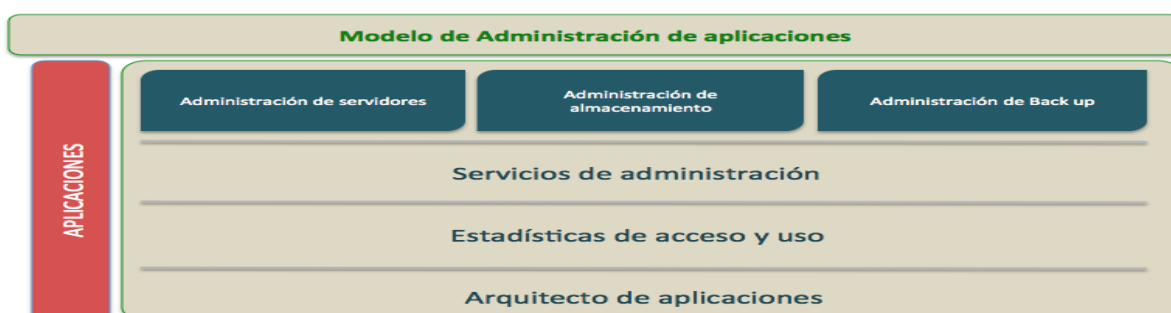 Modelo de Administración de aplicaciones
APLICACIONES
Administración de servidores
Administración de
almacenamiento
Administración de Back up
Servicios de administración
Estadísticas de acceso y uso
Arquitecto de aplicaciones